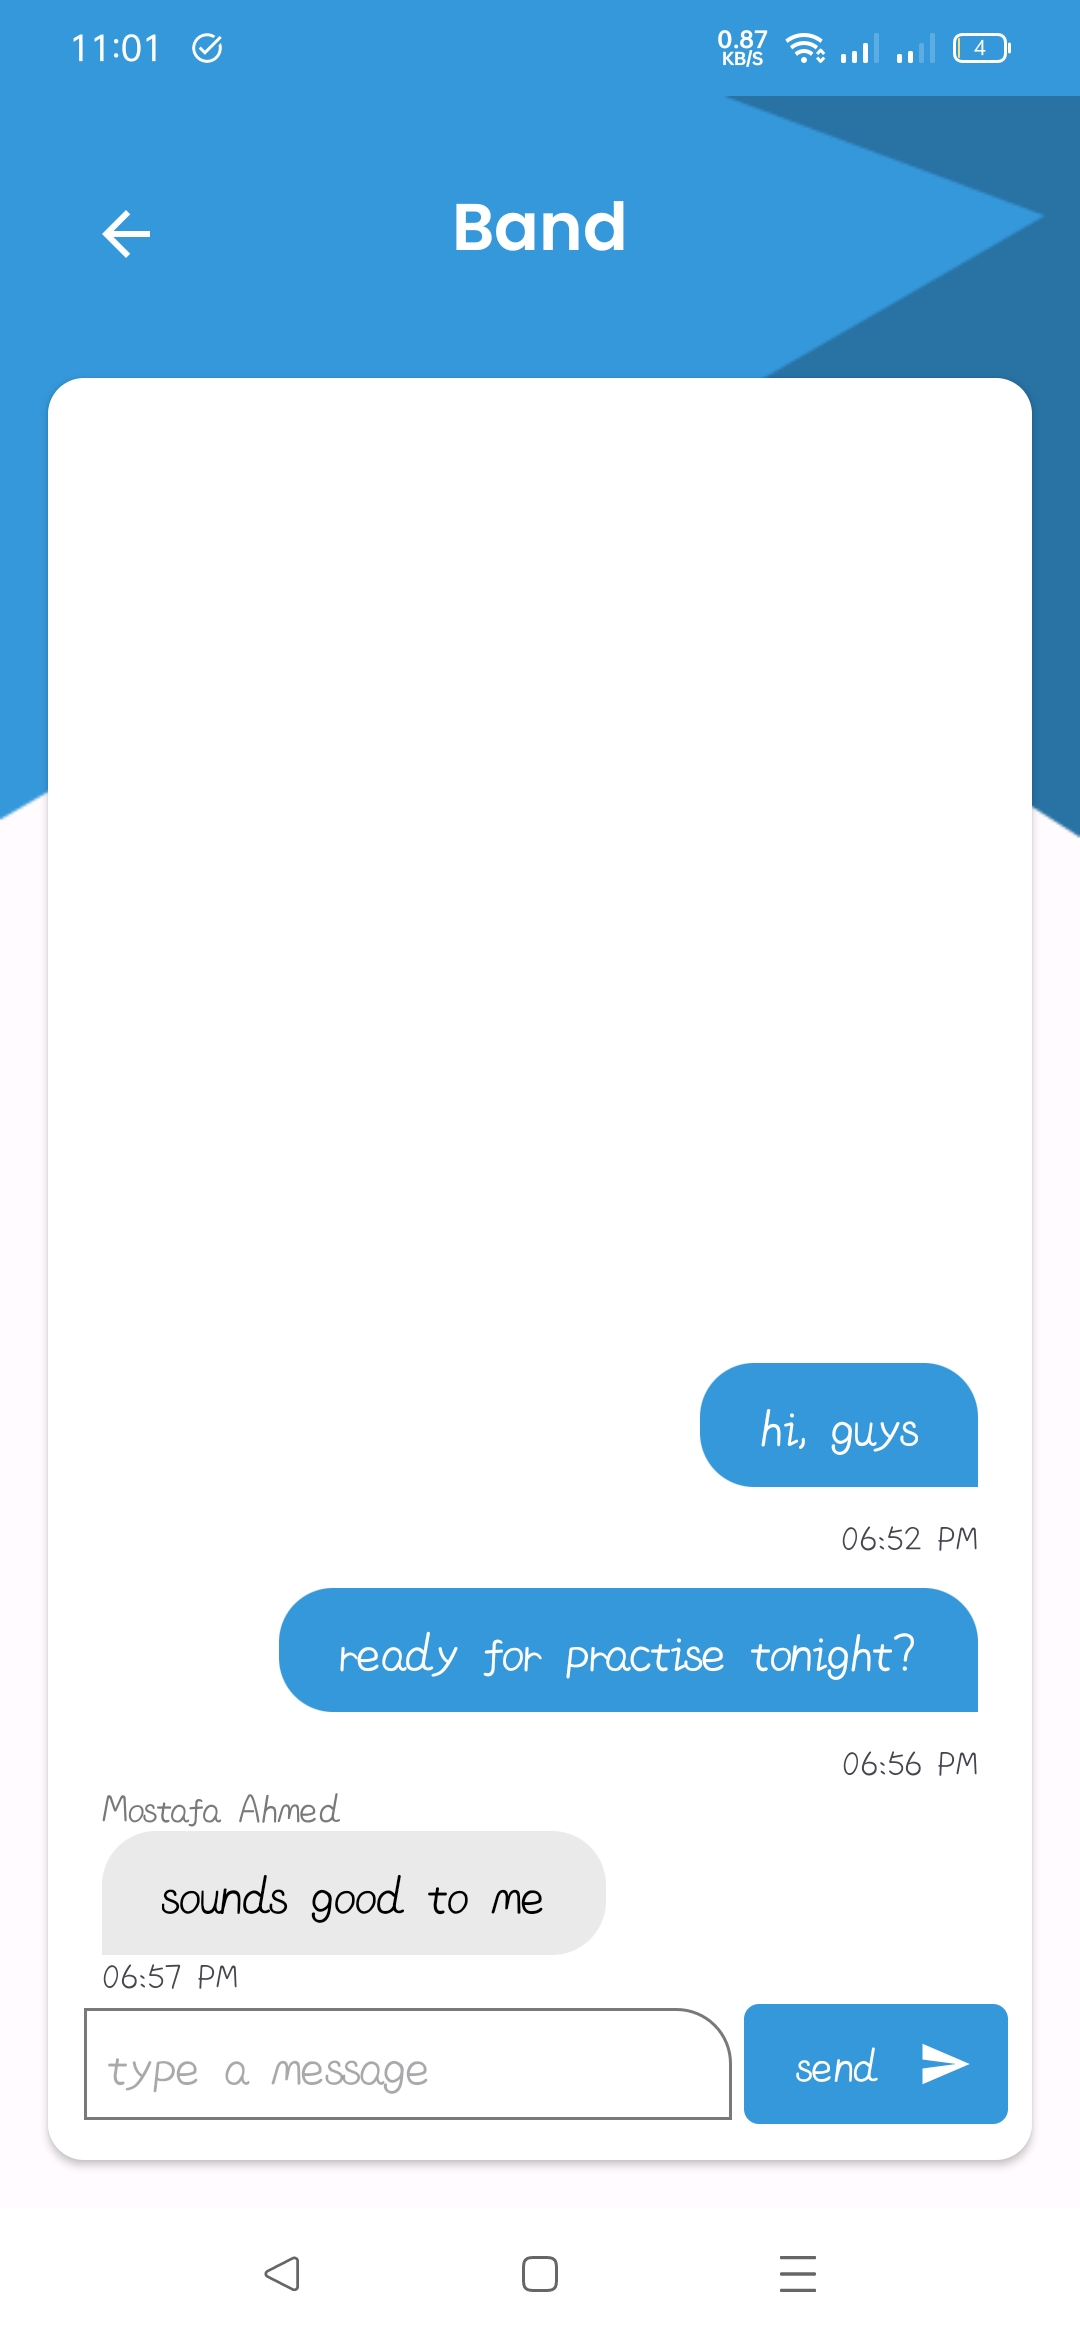 11:01
0.87
KB/S
4
Band
hi, guys
06:52 PM
ready for practise tonight?
06:56 PM
Mostafa Ahmed
sounds good to me
06:57 PM
type a message
send